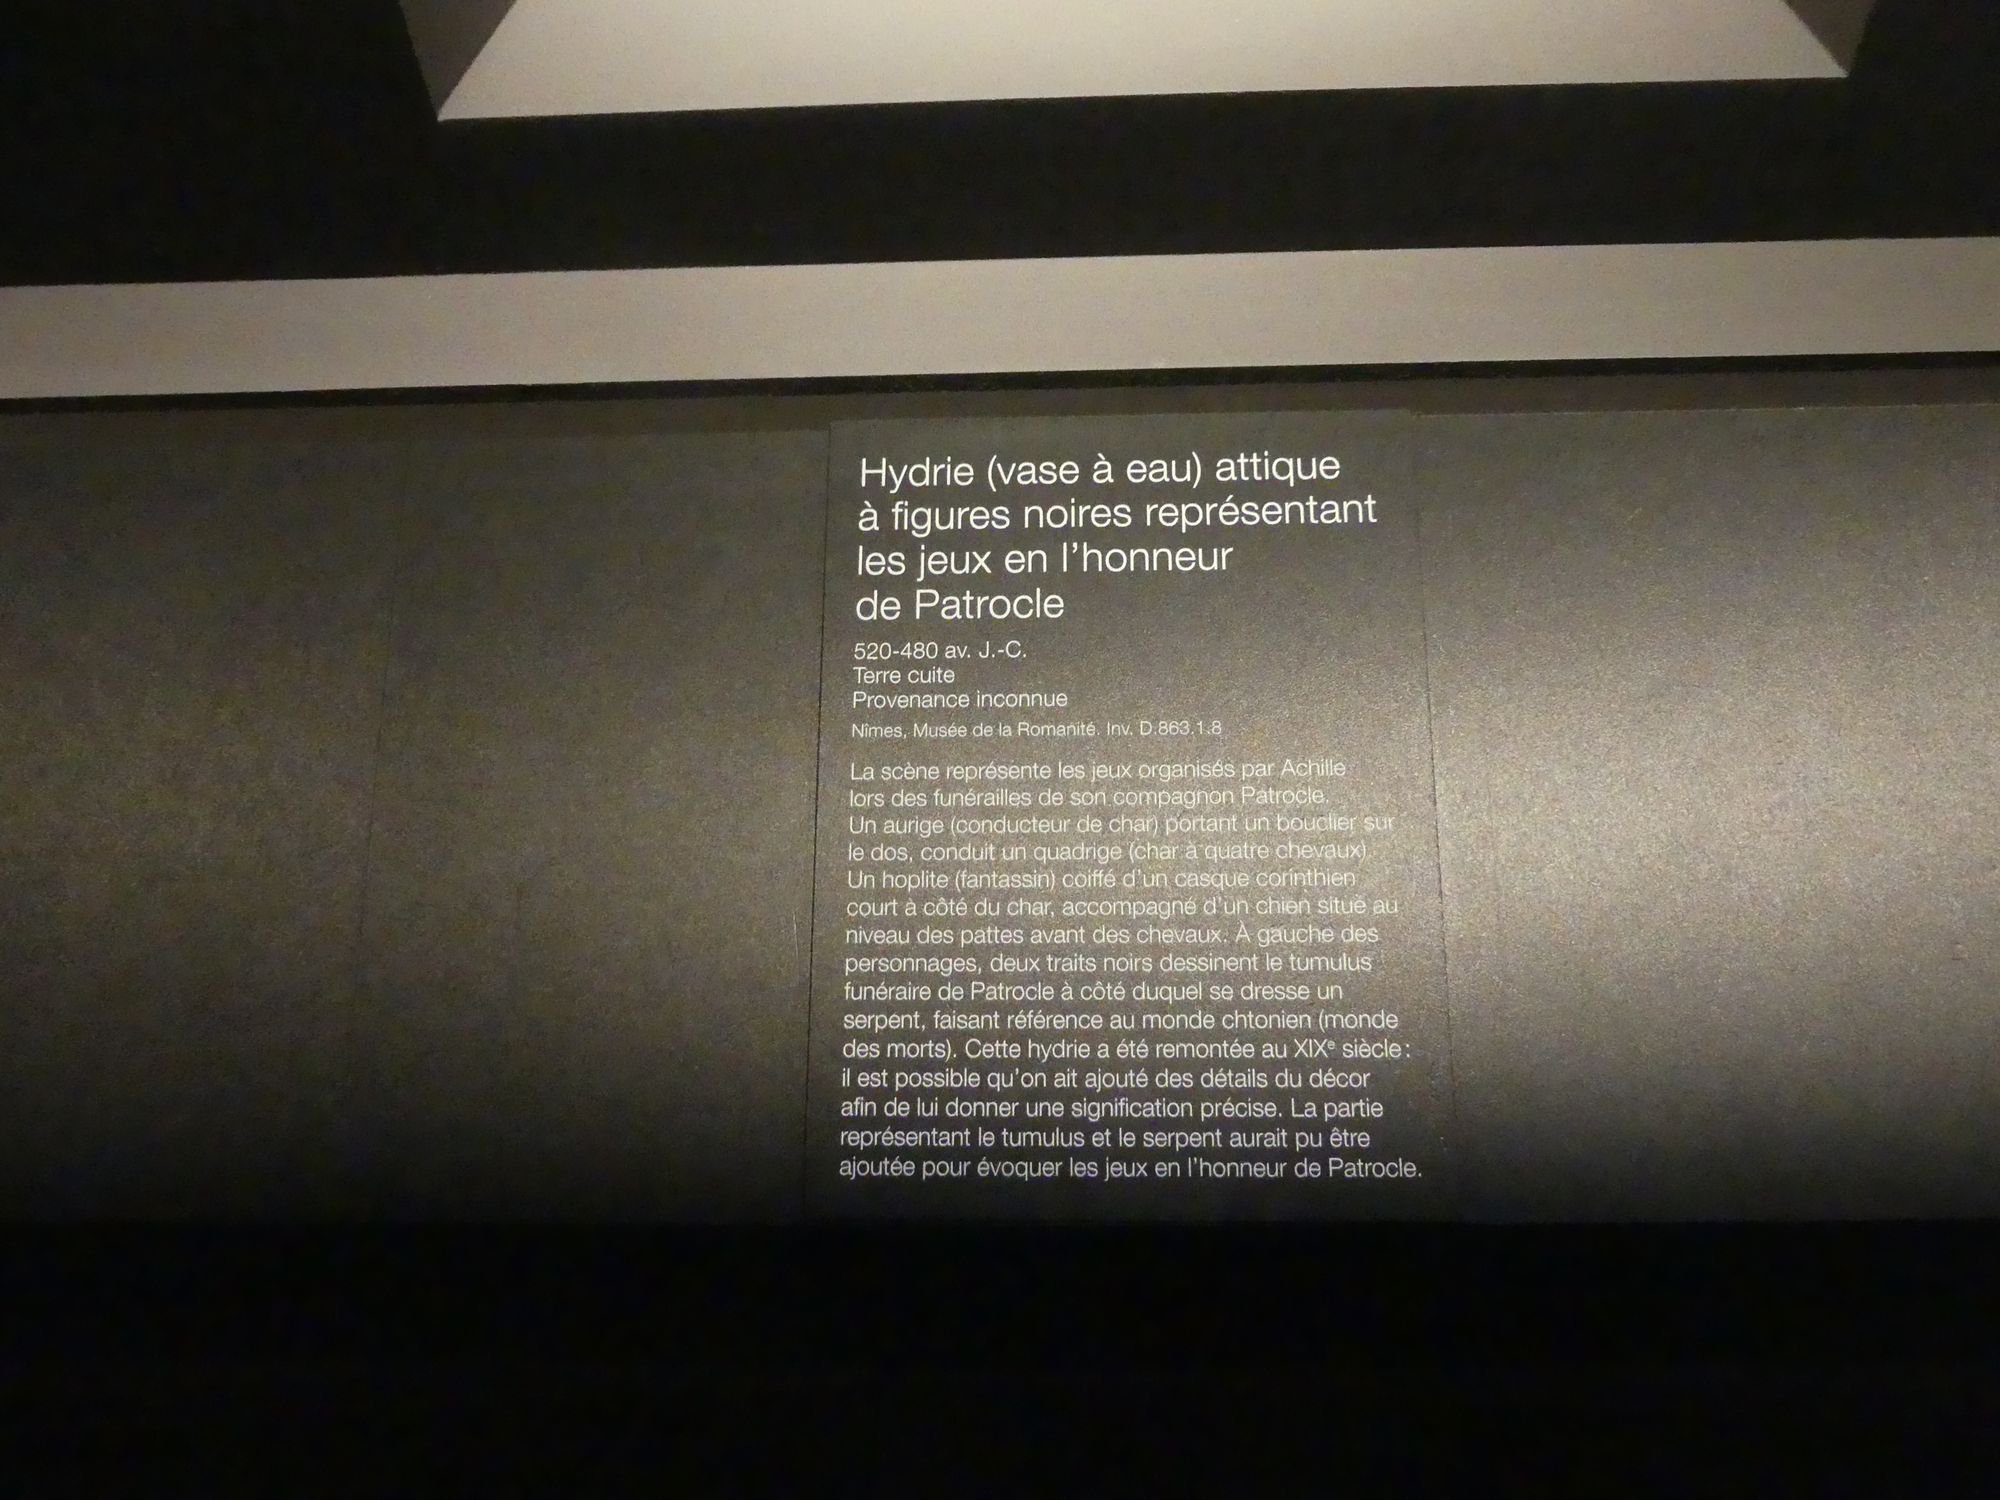 Hydrie (vase à eau) attique
à figures noires représentant
les jeux en l'honneur
de Patrocle
520-480 av. J.-C.
Terre cuite
Provenance inconnue
Nîmes, Musée de la Romanité. Inv. D.863.1.8
La scène représente les jeux organisés par Achille
lors des funérailles de son compagnon Patrocle.
Un aurige (conducteur de char) portant un bouclier sur
le dos, conduit un quadrige (char à quatre chevaux).
Un hoplite (fantassin) coiffé d'un casque corinthien
court à côté du char, accompagné d'un chien situé au
niveau des pattes avant des chevaux. À gauche des
personnages, deux traits noirs dessinent le tumulus
funéraire de Patrocle à côté duquel se dresse un
serpent, faisant référence au monde chtonien (monde
des morts). Cette hydrie a été remontée au XIXe siècle :
il est possible qu'on ait ajouté des détails du décor
afin de lui donner une signification précise. La partie
représentant le tumulus et le serpent aurait pu être
ajoutée pour évoquer les jeux en l'honneur de Patrocle.